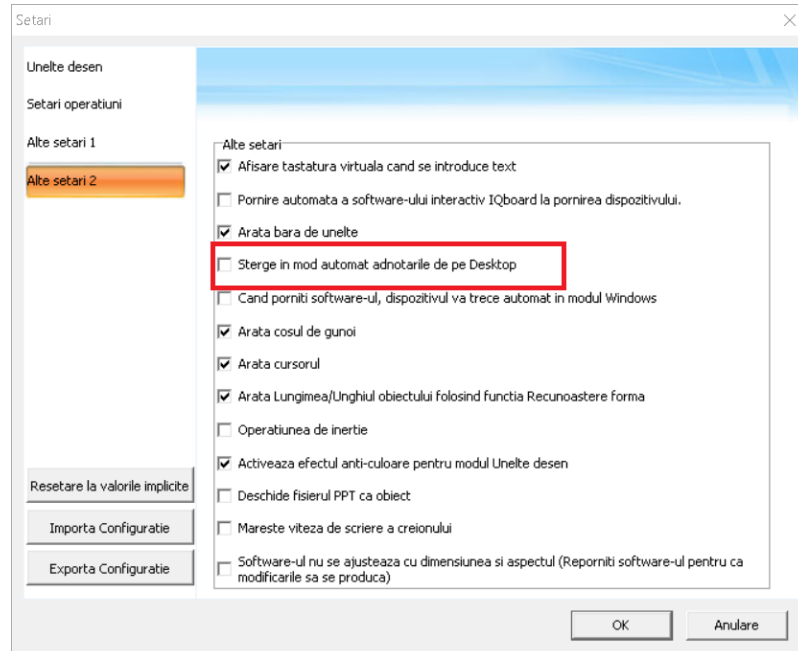 Setari
Unelte desen
Setari operatiuni
Alte setari 1
Alte setari 2
Resetare la valorile implicite
Importa Configuratie
Exporta Configuratie
Alte setari
Afisare tastatura virtuala cand se introduce text
Pornire automata a software-ului interactiv IQboard la pornirea dispozitivului.
Arata bara de unelte
Sterge in mod automat adnotarile de pe Desktop
Cand porniti software-ul, dispozitivul va trece automat in modul Windows
Arata cosul de gunoi
Arata cursorul
Arata Lungimea/Unghiul obiectului folosind functia Recunoastere forma
Operatiunea de inertie
Activeaza efectul anti-culoare pentru modul Unelte desen
Deschide fisierul PPT ca obiect
Mareste viteza de scriere a creionului
Software-ul nu se ajusteaza cu dimensiunea si aspectul (Reporniti software-ul pentru ca
modificarile sa se produca)
OK
Anulare